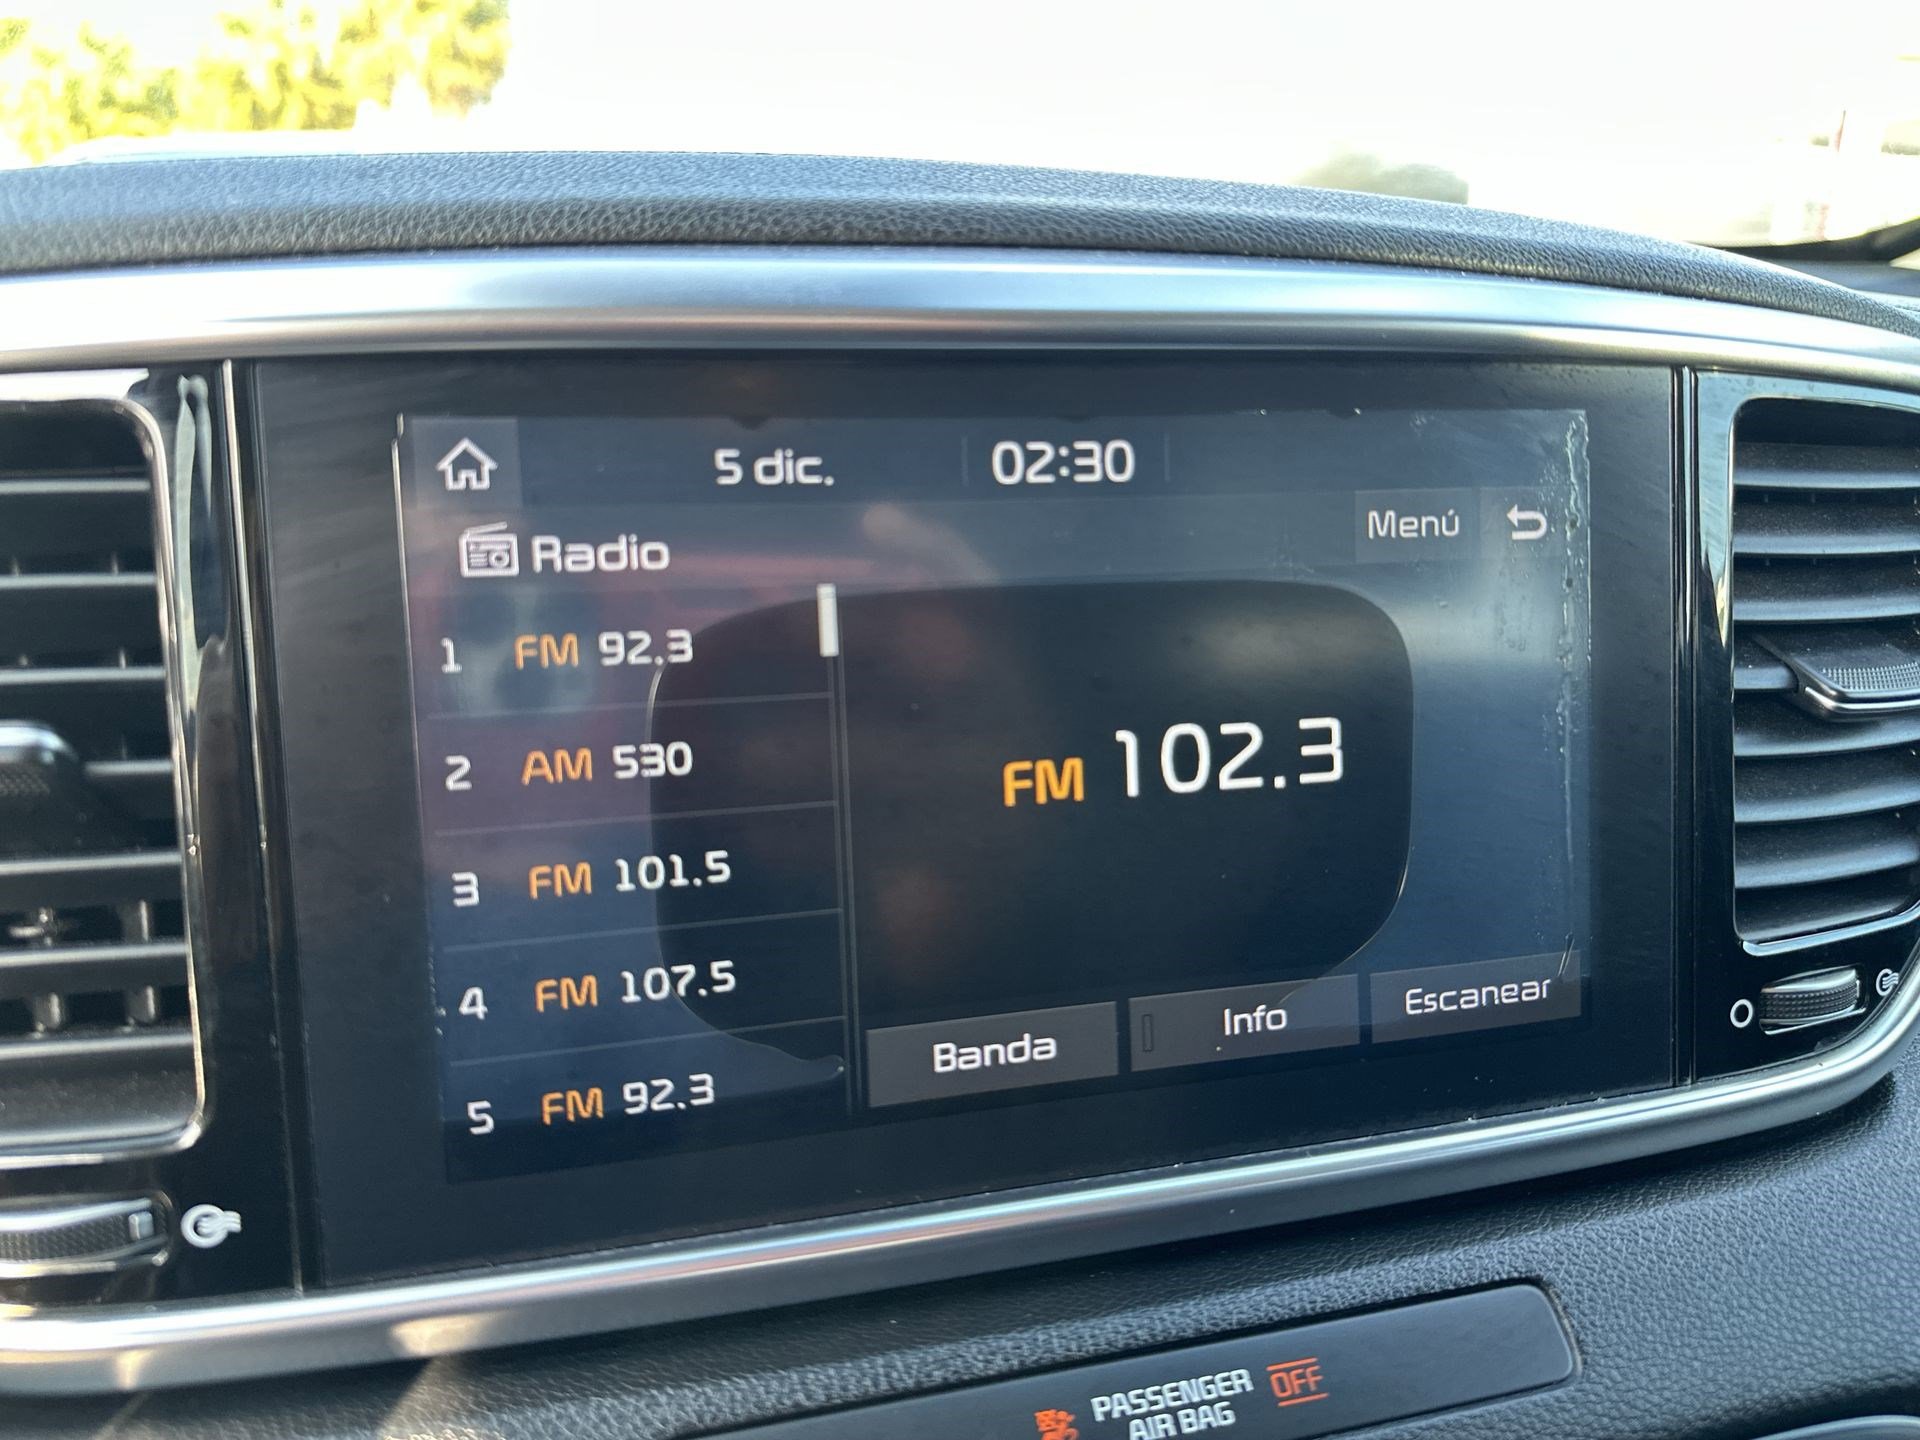 5 dic. 02:30
Radio
Menú
1 FM 92.3
2 AM 530
3 FM 101.5
4 FM 107.5
5 FM 92.3
FM 102.3
Banda Info Escanear
PASSENGER
AIR BAG
OFF